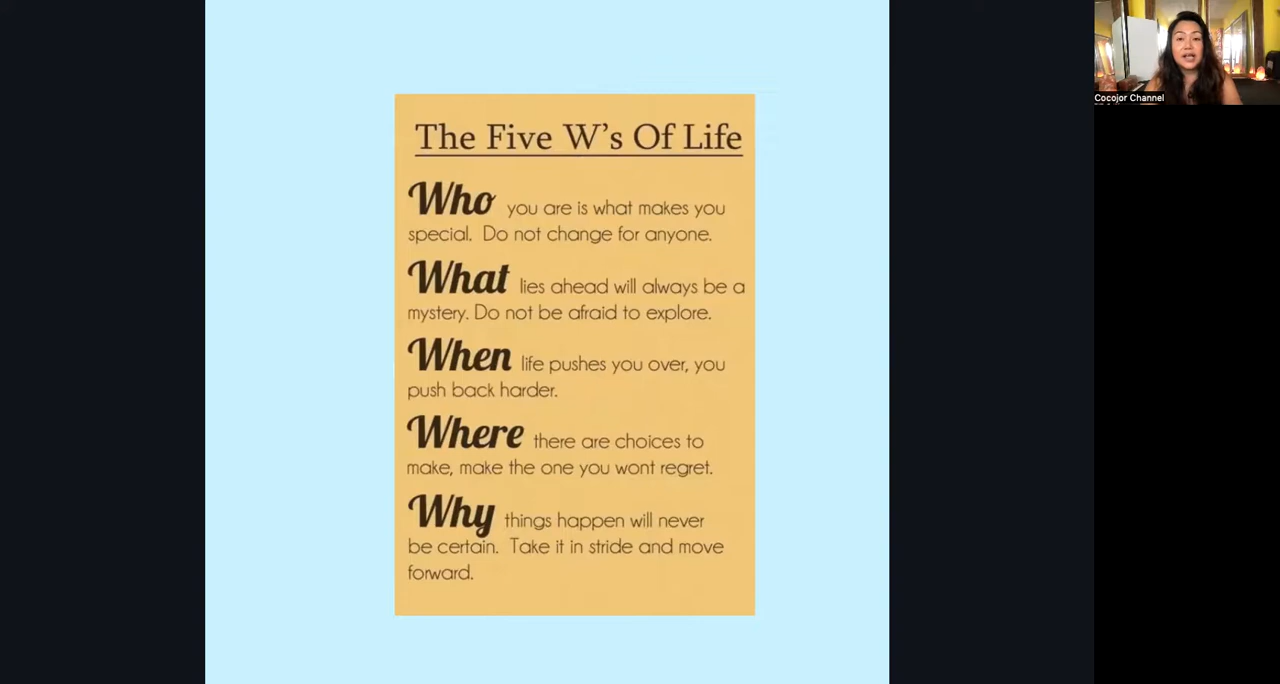 The Five W's Of Life
Who you are is what makes you
special. Do not change for anyone.
What lies ahead will always be a
mystery. Do not be afraid to explore.
When life pushes you over, you
push back harder.
Where there are choices to
make, make the one you wont regret.
Why things happen will never
be certain. Take it in stride and move
forward.
Cocojor Channel